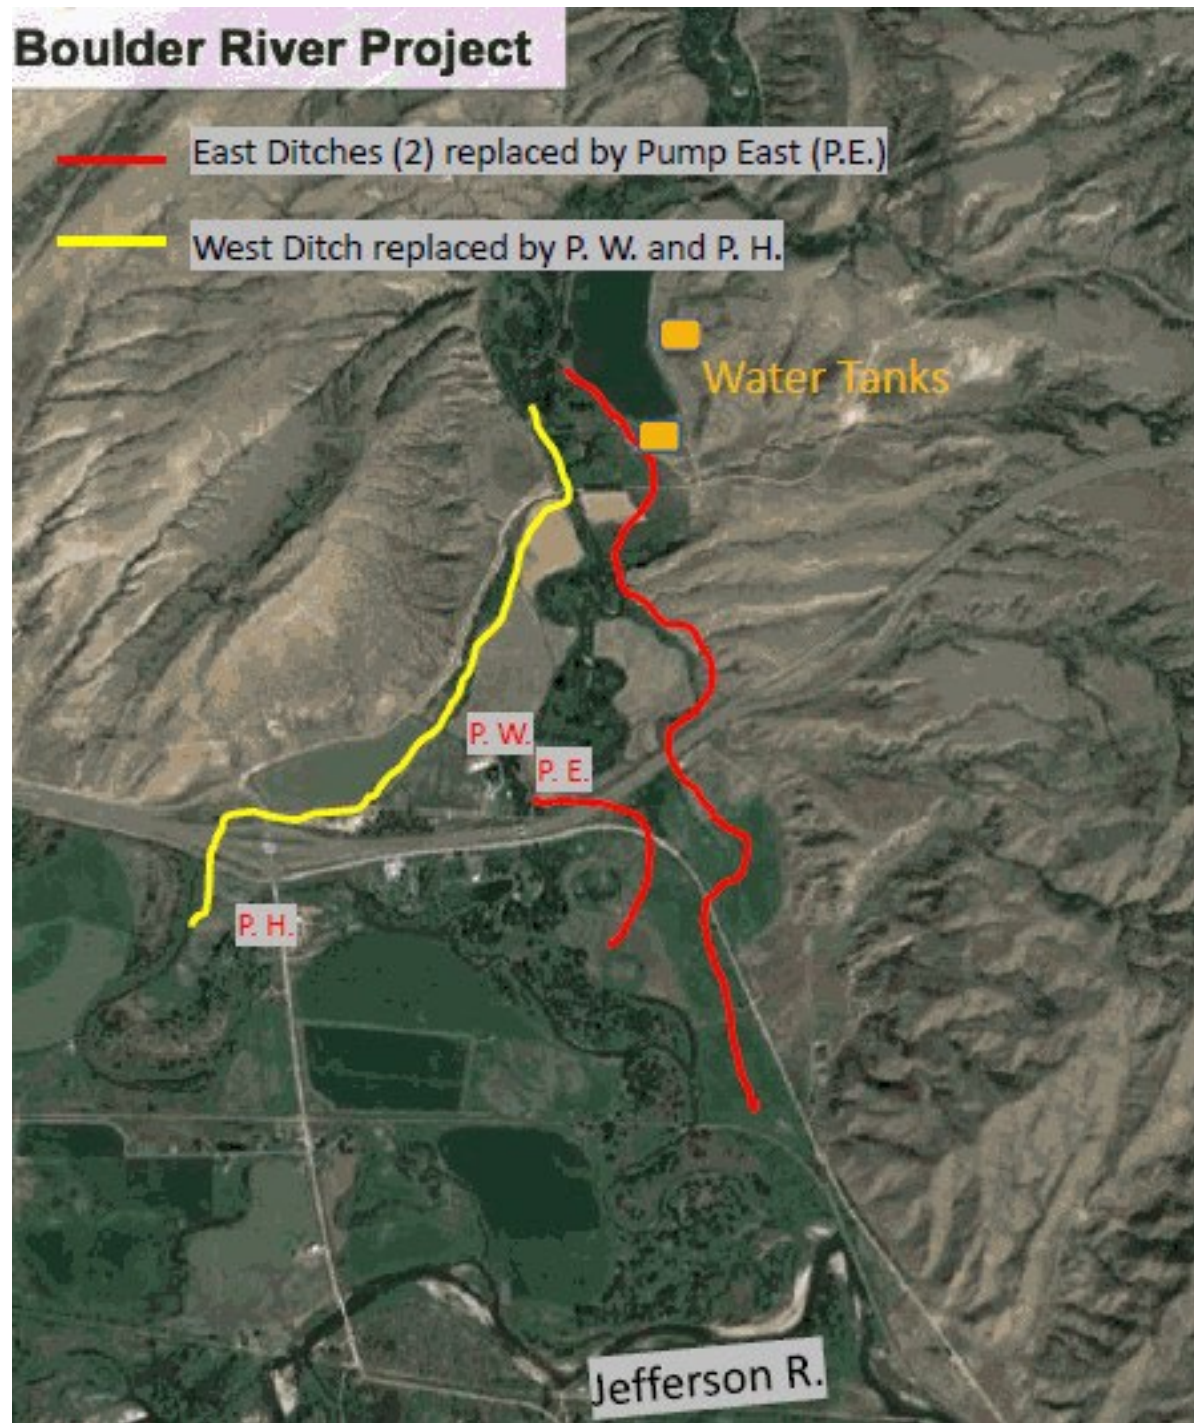 Boulder River Project
East Ditches (2) replaced by Pump East (P.E.)
West Ditch replaced by P. W. and P. H.
Water Tanks
P. W.
P. E.
P. H.
Jefferson R.